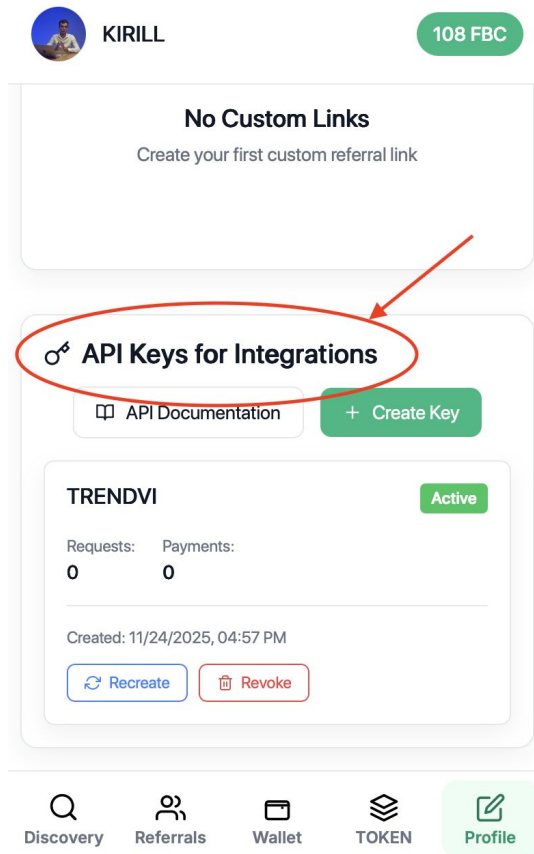 KIRILL
108 FBC
No Custom Links
Create your first custom referral link
API Keys for Integrations
API Documentation
+ Create Key
TRENDVI
Active
Requests: Payments:
0 0
Created: 11/24/2025, 04:57 PM
Recreate
Revoke
Discovery Referrals Wallet TOKEN Profile